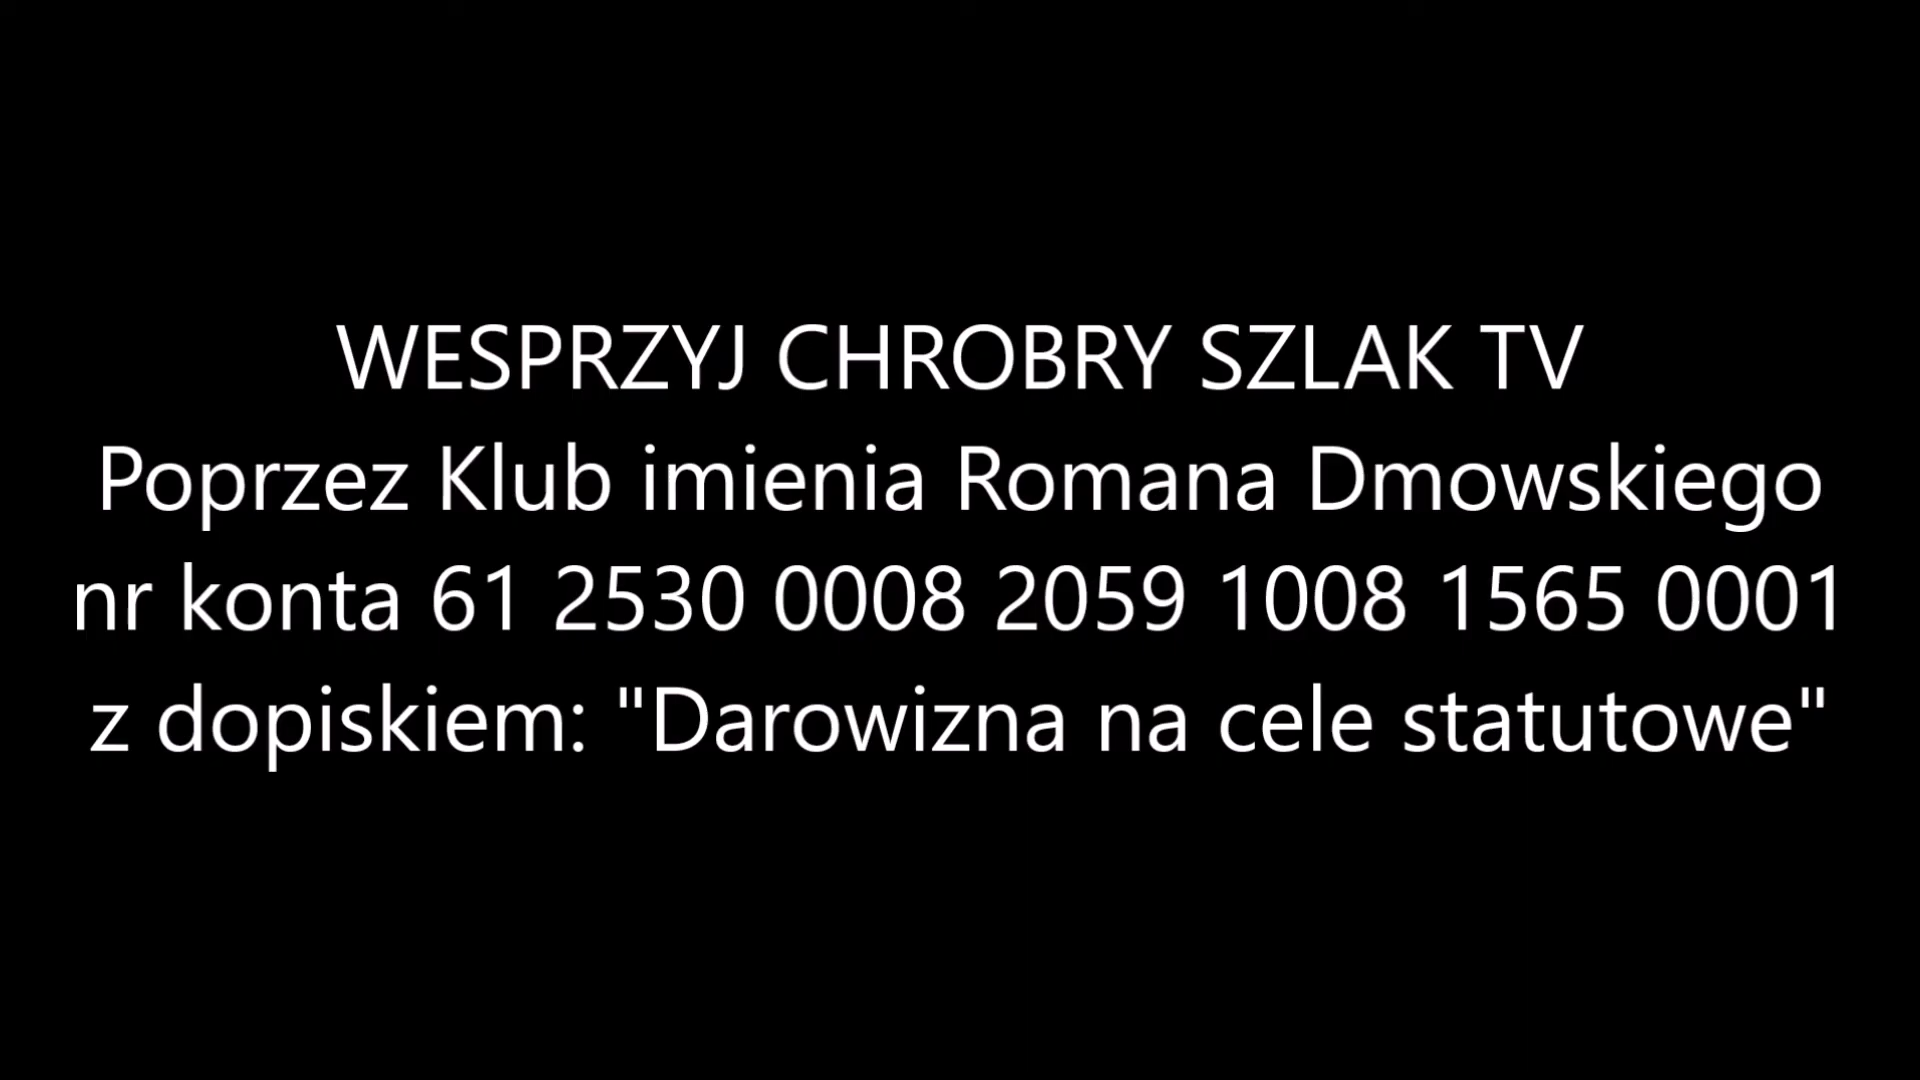 WESPRZYJ CHROBRY SZLAK TV
Poprzez Klub imienia Romana Dmowskiego
nr konta 61 2530 0008 2059 1008 1565 0001
z dopiskiem: "Darowizna na cele statutowe"